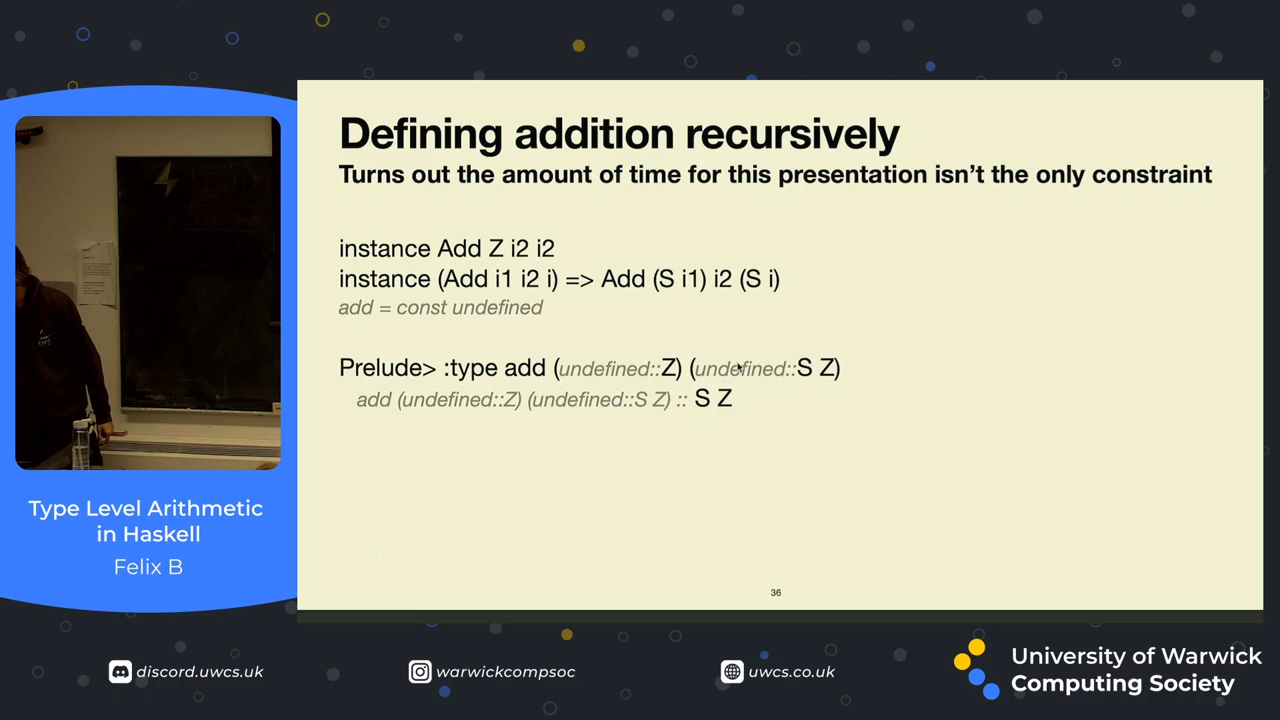 Defining addition recursively
Turns out the amount of time for this presentation isn't the only constraint
instance Add Z i2 i2
instance (Add i1 i2 i) => Add (S i1) i2 (S i)
add = const undefined
Prelude> :type add (undefined::Z) (undefined::S Z)
add (undefined::Z) (undefined::S Z) :: S Z
36
Type Level Arithmetic
in Haskell
Felix B
discord.uwcs.uk
warwickcompsoc
uwcs.co.uk
University of Warwick
Computing Society